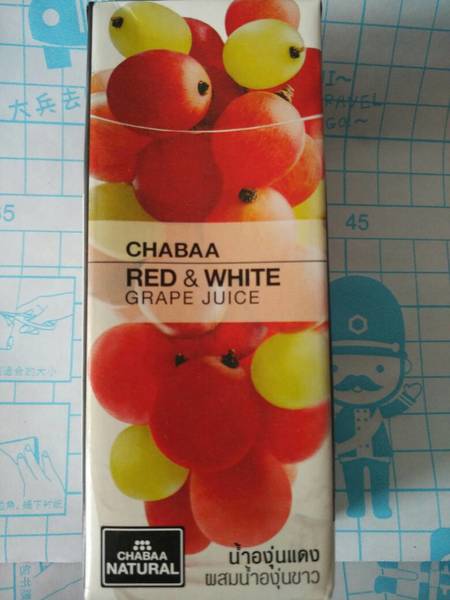 大兵去
CHABAA
RED & WHITE
GRAPE JUICE
45
CHABAA
NATURAL
น้ำองุ่นแดง
ผสมน้ำองุ่นขาว